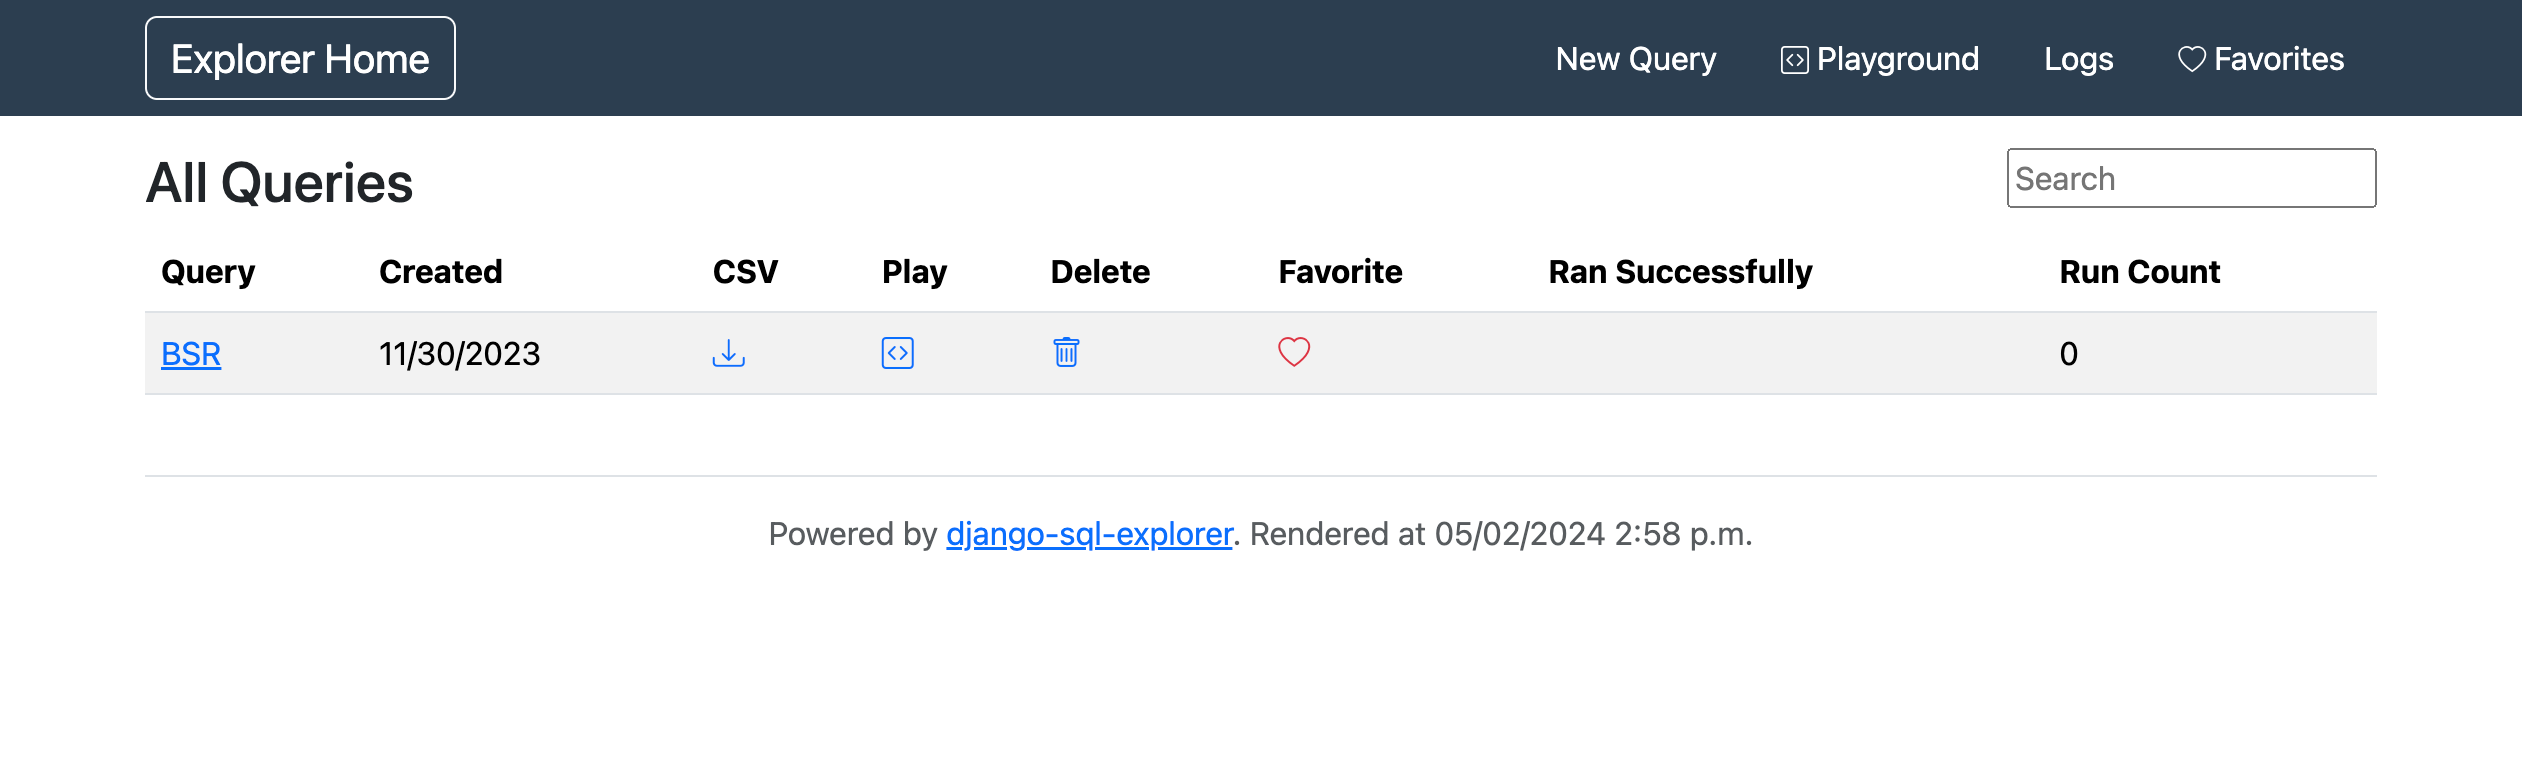 Explorer Home
New Query Playground Logs Favorites
All Queries
Search
Query Created CSV Play Delete Favorite Ran Successfully Run Count
BSR 11/30/2023 0
Powered by django-sql-explorer. Rendered at 05/02/2024 2:58 p.m.